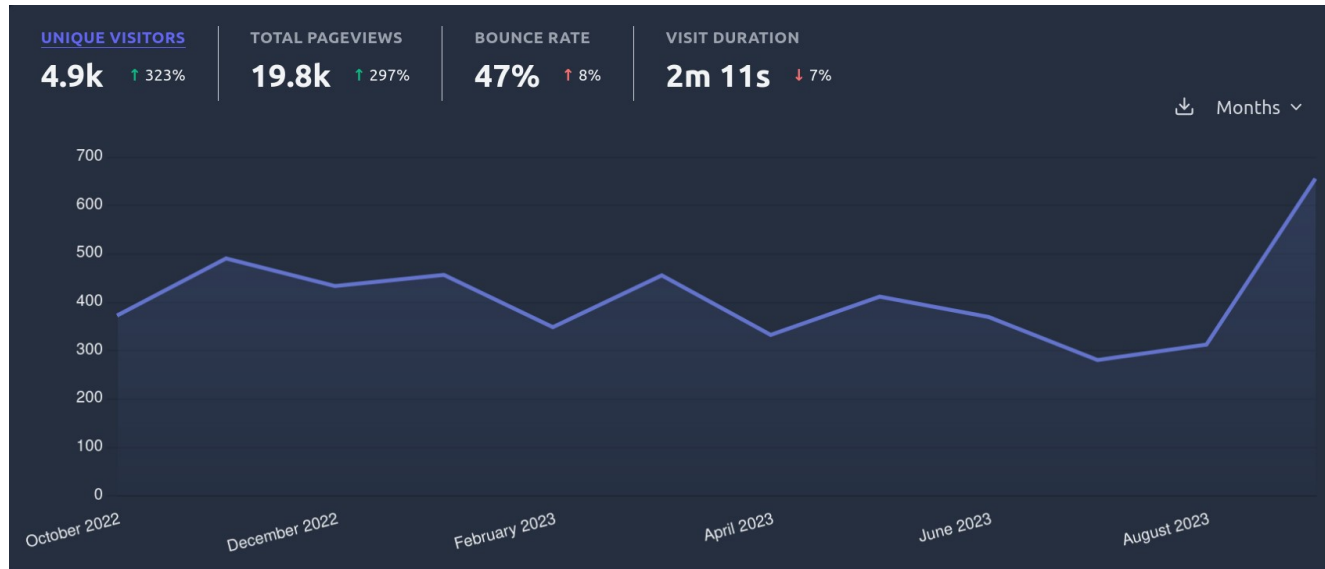 UNIQUE VISITORS TOTAL PAGEVIEWS BOUNCE RATE VISIT DURATION
4.9k ↑ 323% 19.8k ↑ 297% 47% ↑ 8% 2m 11s ↓ 7%
Months
700
600
500
400
300
200
100
0
October 2022 December 2022 February 2023 April 2023 June 2023 August 2023